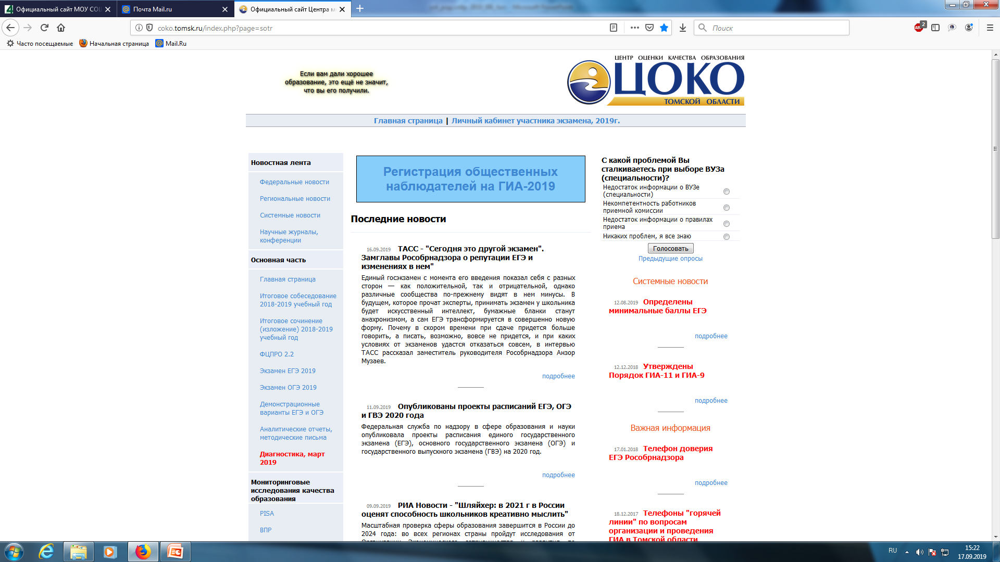 Официальный сайт МОУ СОШ
Почта Mail.ru
Официальный сайт Центра м
coko.tomsk.ru/index.php?page=sotr
Поиск
2
Часто посещаемые
Начальная страница
Mail.Ru
Если вам дали хорошее
образование, это ещё не значит,
что вы его получили.
ЦЕНТР ОЦЕНКИ КАЧЕСТВА ОБРАЗОВАНИЯ
ЦОКО
ТОМСКОЙ ОБЛАСТИ
Главная страница | Личный кабинет участника экзамена, 2019г.
Новостная лента
Федеральные новости
Региональные новости
Системные новости
Научные журналы,
конференции
Основная часть
Главная страница
Итоговое собеседование
2018-2019 учебный год
Итоговое сочинение
(изложение) 2018-2019
учебный год
ФЦПРО 2.2
Экзамен ЕГЭ 2019
Экзамен ОГЭ 2019
Демонстрационные
варианты ЕГЭ и ОГЭ
Аналитические отчеты,
методические письма
Диагностика, март
2019
Мониторинговые
исследования качества
образования
PISA
ВПР
Регистрация общественных
наблюдателей на ГИА-2019
Последние новости
16.09.2019 ТАСС - "Сегодня это другой экзамен".
Замглавы Рособрнадзора о репутации ЕГЭ и
изменениях в нем"
Единый госэкзамен с момента его введения показал себя с разных
сторон — как положительной, так и отрицательной, однако
различные сообщества по-прежнему видят в нем минусы. В
будущем, которое прочат эксперты, принимать экзамен у школьника
будет искусственный интеллект, бумажные бланки станут
анахронизмом, а сам ЕГЭ трансформируется в совершенно новую
форму. Почему в скором времени при сдаче придется больше
говорить, а писать, возможно, вовсе не придется, и при каких
условиях от экзаменов удастся отказаться совсем, в интервью
ТАСС рассказал заместитель руководителя Рособрнадзора Анзор
Музаев.
подробнее
11.09.2019 Опубликованы проекты расписаний ЕГЭ, ОГЭ
и ГВЭ 2020 года
Федеральная служба по надзору в сфере образования и науки
опубликовала проекты расписания единого государственного
экзамена (ЕГЭ), основного государственного экзамена (ОГЭ) и
государственного выпускного экзамена (ГВЭ) на 2020 год.
подробнее
09.09.2019 РИА Новости - "Шляйхер: в 2021 г в России
оценят способность школьников креативно мыслить"
Масштабная проверка сферы образования завершится в России до
2024 года: во всех регионах страны пройдут исследования от
С какой проблемой Вы
сталкиваетесь при выборе ВУЗа
(специальности)?
Недостаток информации о ВУЗе
(специальности)
Некомпетентность работников
приемной комиссии
Недостаток информации о правилах
приема
Никаких проблем, я все знаю
Голосовать
Предыдущие опросы
Системные новости
12.08.2019 Определены
минимальные баллы ЕГЭ
подробнее
12.12.2018 Утверждены
Порядок ГИА-11 и ГИА-9
подробнее
Важная информация
17.01.2018 Телефон доверия
ЕГЭ Рособрнадзора
подробнее
18.12.2017 Телефоны "горячей
линии" по вопросам
организации и проведения
ГИА в Томской области
RU
15:22
17.09.2019